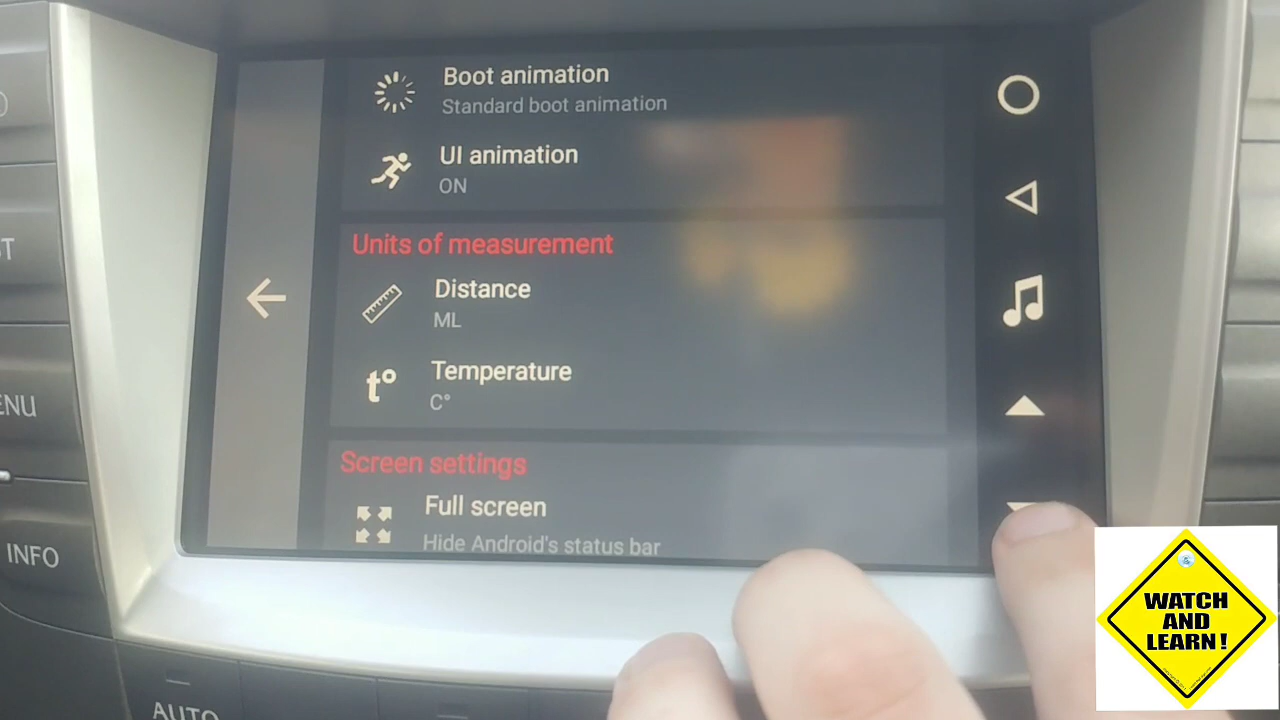 Boot animation
Standard boot animation
UI animation
ON
Units of measurement
Distance
ML
Temperature
C°
Screen settings
Full screen
Hide Android's status bar
INFO
AUTO
WATCH
AND
LEARN!